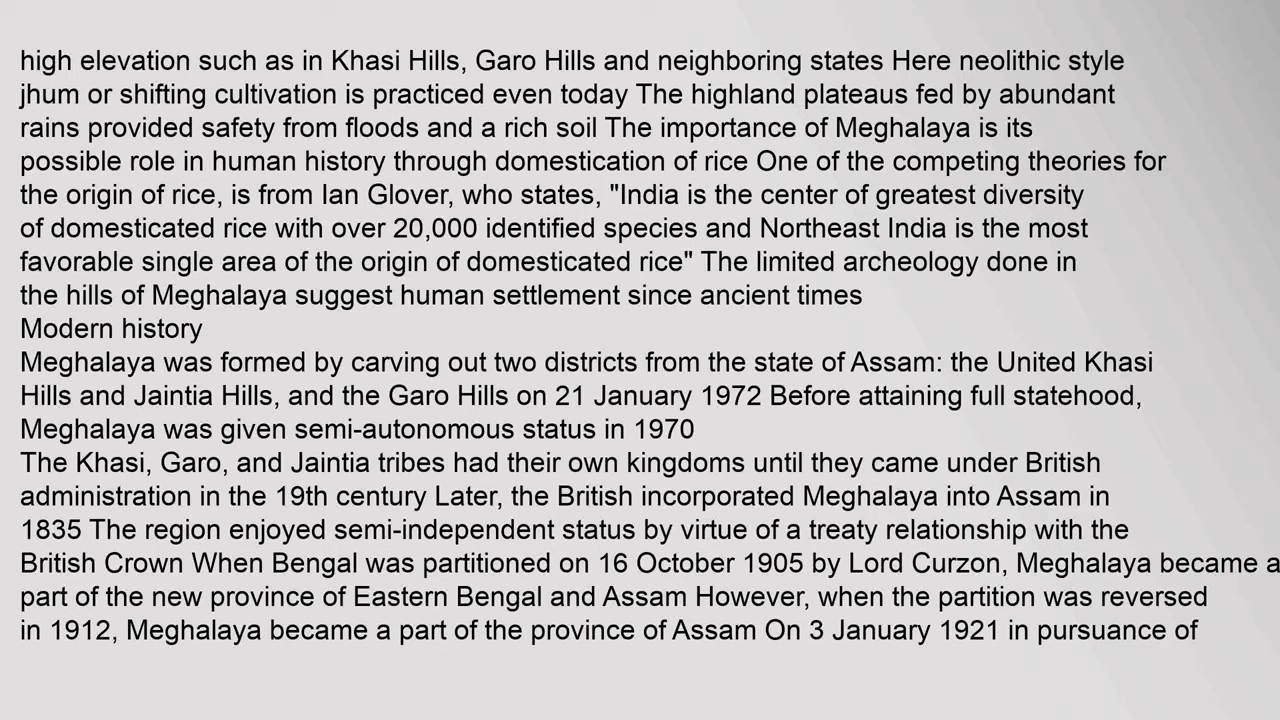 high elevation such as in Khasi Hills, Garo Hills and neighboring states Here neolithic style
jhum or shifting cultivation is practiced even today The highland plateaus fed by abundant
rains provided safety from floods and a rich soil The importance of Meghalaya is its
possible role in human history through domestication of rice One of the competing theories for
the origin of rice, is from Ian Glover, who states, "India is the center of greatest diversity
of domesticated rice with over 20,000 identified species and Northeast India is the most
favorable single area of the origin of domesticated rice" The limited archeology done in
the hills of Meghalaya suggest human settlement since ancient times
Modern history
Meghalaya was formed by carving out two districts from the state of Assam: the United Khasi
Hills and Jaintia Hills, and the Garo Hills on 21 January 1972 Before attaining full statehood,
Meghalaya was given semi-autonomous status in 1970
The Khasi, Garo, and Jaintia tribes had their own kingdoms until they came under British
administration in the 19th century Later, the British incorporated Meghalaya into Assam in
1835 The region enjoyed semi-independent status by virtue of a treaty relationship with the
British Crown When Bengal was partitioned on 16 October 1905 by Lord Curzon, Meghalaya became a
part of the new province of Eastern Bengal and Assam However, when the partition was reversed
in 1912, Meghalaya became a part of the province of Assam On 3 January 1921 in pursuance of